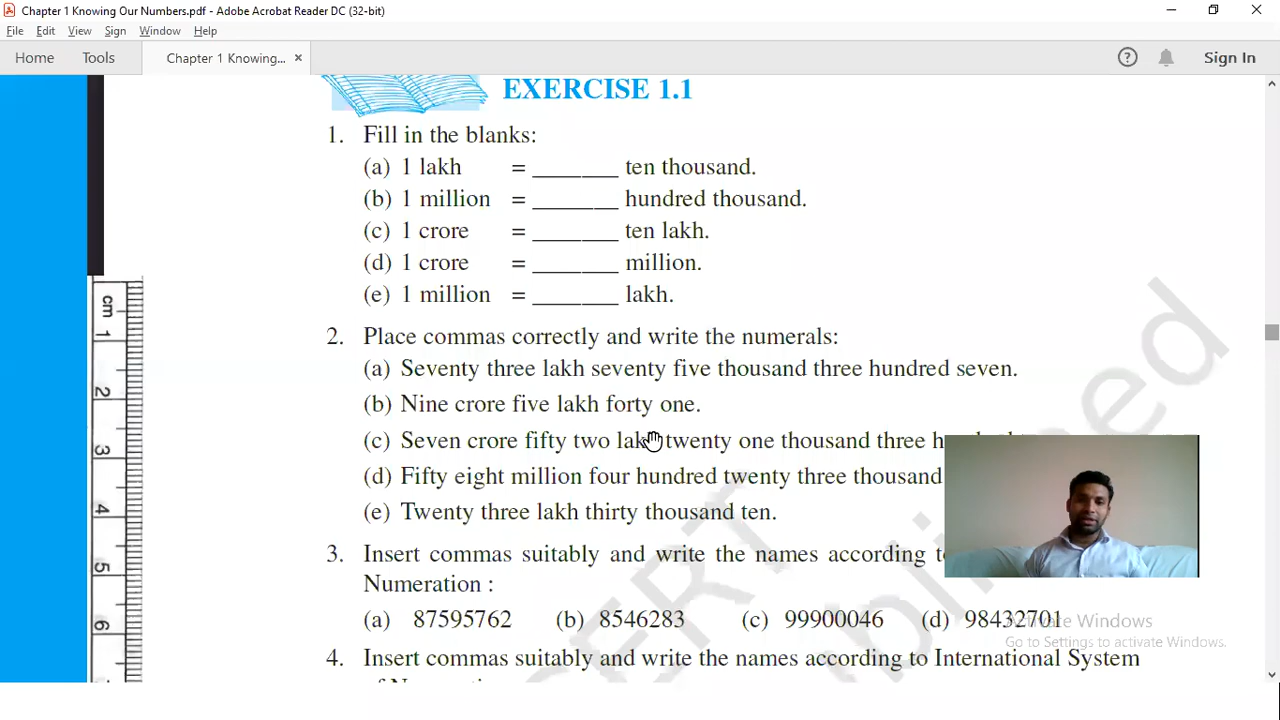 Chapter 1 Knowing Our Numbers.pdf - Adobe Acrobat Reader DC (32-bit)
File Edit View Sign Window Help
Home Tools Chapter 1 Knowing... × Sign In
EXERCISE 1.1
1. Fill in the blanks:
(a) 1 lakh = _______ ten thousand.
(b) 1 million = _______ hundred thousand.
(c) 1 crore = _______ ten lakh.
(d) 1 crore = _______ million.
(e) 1 million = _______ lakh.
2. Place commas correctly and write the numerals:
(a) Seventy three lakh seventy five thousand three hundred seven.
(b) Nine crore five lakh forty one.
(c) Seven crore fifty two lakh twenty one thousand three
(d) Fifty eight million four hundred twenty three thousand
(e) Twenty three lakh thirty thousand ten.
3. Insert commas suitably and write the names according
Numeration :
(a) 87595762 (b) 8546283 (c) 99900046 (d) 98432701
4. Insert commas suitably and write the names according to International System
cm 1 2 3 4 5 6
Activate Windows
Go to Settings to activate Windows.